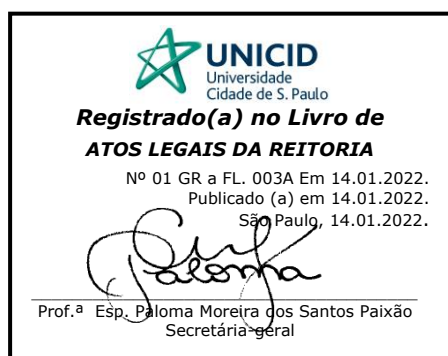 UNICID
Universidade
Cidade de S. Paulo
Registrado(a) no Livro de
ATOS LEGAIS DA REITORIA
Nº 01 GR a FL. 003A Em 14.01.2022.
Publicado (a) em 14.01.2022.
São Paulo, 14.01.2022.
Paloma
Prof.ª Esp. Paloma Moreira dos Santos Paixão
Secretária-geral